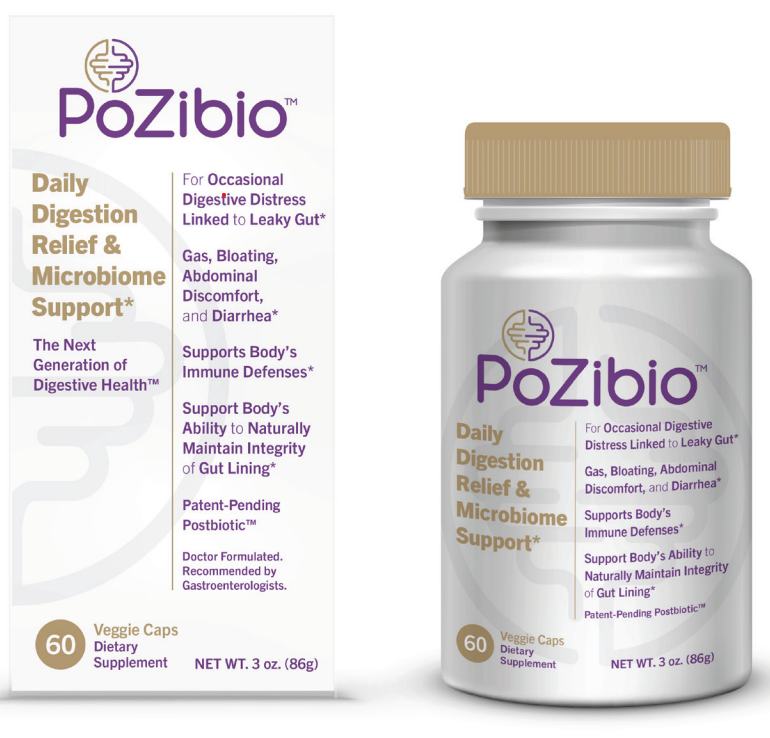 PoZibio™
Daily
Digestion
Relief &
Microbiome
Support*
The Next
Generation of
Digestive Health™
For Occasional
Digestive Distress
Linked to Leaky Gut*
Gas, Bloating,
Abdominal
Discomfort,
and Diarrhea*
Supports Body's
Immune Defenses*
Support Body's
Ability to Naturally
Maintain Integrity
of Gut Lining*
Patent-Pending
Postbiotic™
Doctor Formulated.
Recommended by
Gastroenterologists.
60
Veggie Caps
Dietary
Supplement
NET WT. 3 oz. (86g)
PoZibio™
Daily
Digestion
Relief &
Microbiome
Support*
For Occasional Digestive
Distress Linked to Leaky Gut*
Gas, Bloating, Abdominal
Discomfort, and Diarrhea*
Supports Body's
Immune Defenses*
Support Body's Ability to
Naturally Maintain Integrity
of Gut Lining*
Patent-Pending Postbiotic™
60
Veggie Caps
Dietary
Supplement
NET WT. 3 oz. (86g)